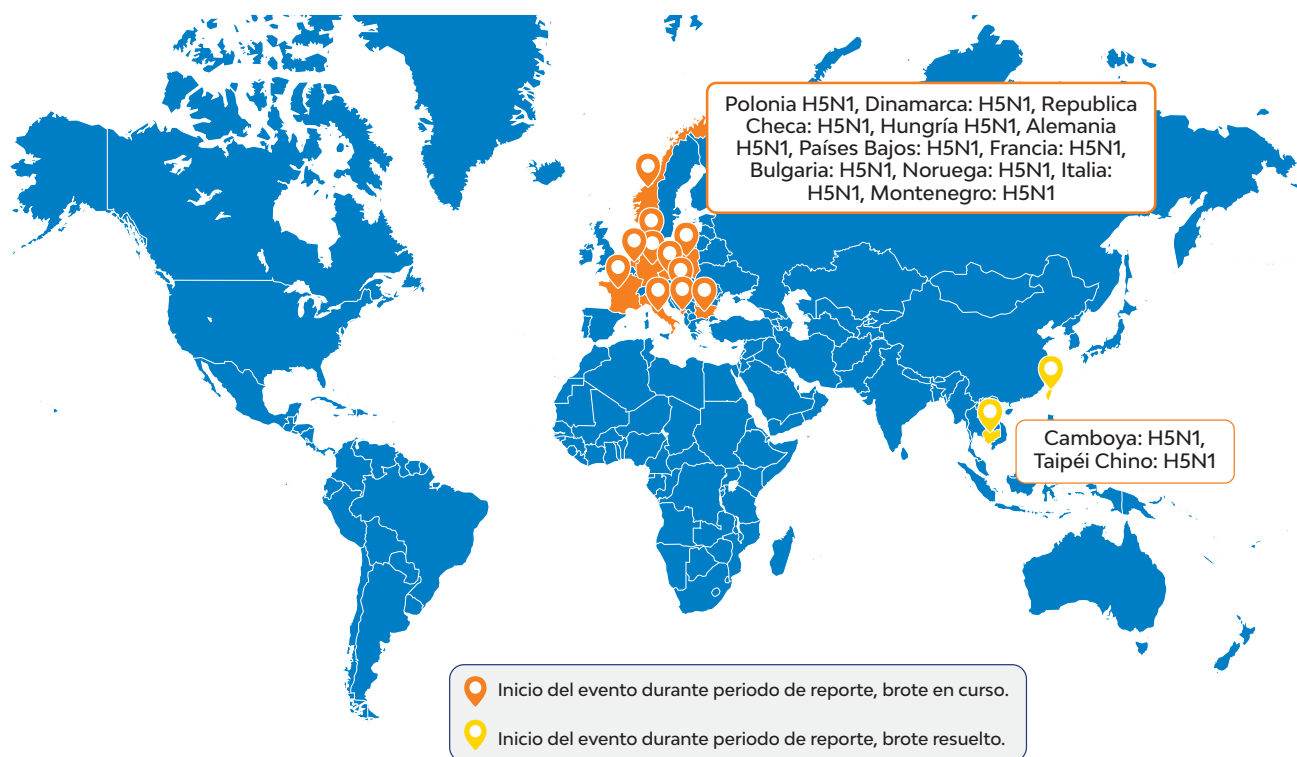 Polonia H5N1, Dinamarca: H5N1, Republica
Checa: H5N1, Hungría H5N1, Alemania
H5N1, Países Bajos: H5N1, Francia: H5N1,
Bulgaria: H5N1, Noruega: H5N1, Italia:
H5N1, Montenegro: H5N1
Camboya: H5N1,
Taipéi Chino: H5N1
Inicio del evento durante periodo de reporte, brote en curso.
Inicio del evento durante periodo de reporte, brote resuelto.